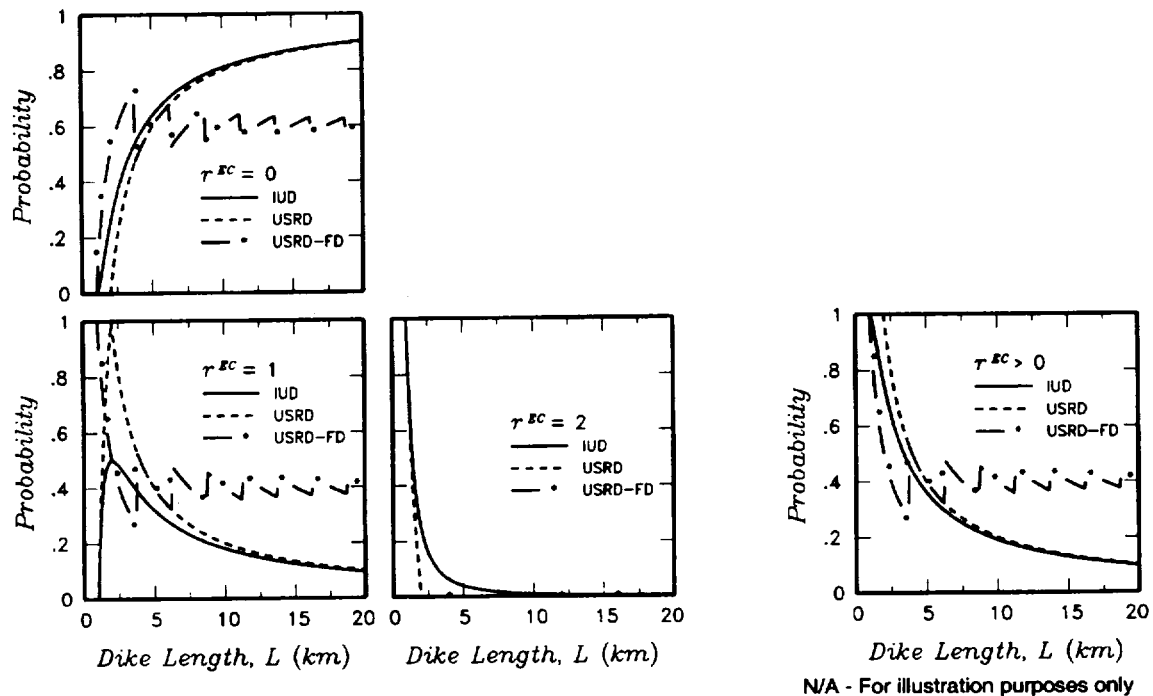 1
.8
.6
.4
.2
0
Probability
r^EC = 0
IUD
USRD
USRD-FD
1
.8
.6
.4
.2
0
Probability
r^EC = 1
IUD
USRD
USRD-FD
0 5 10 15 20
Dike Length, L (km)
r^EC = 2
IUD
USRD
USRD-FD
0 5 10 15 20
Dike Length, L (km)
1
.8
.6
.4
.2
0
Probability
r^EC > 0
IUD
USRD
USRD-FD
0 5 10 15 20
Dike Length, L (km)
N/A - For illustration purposes only